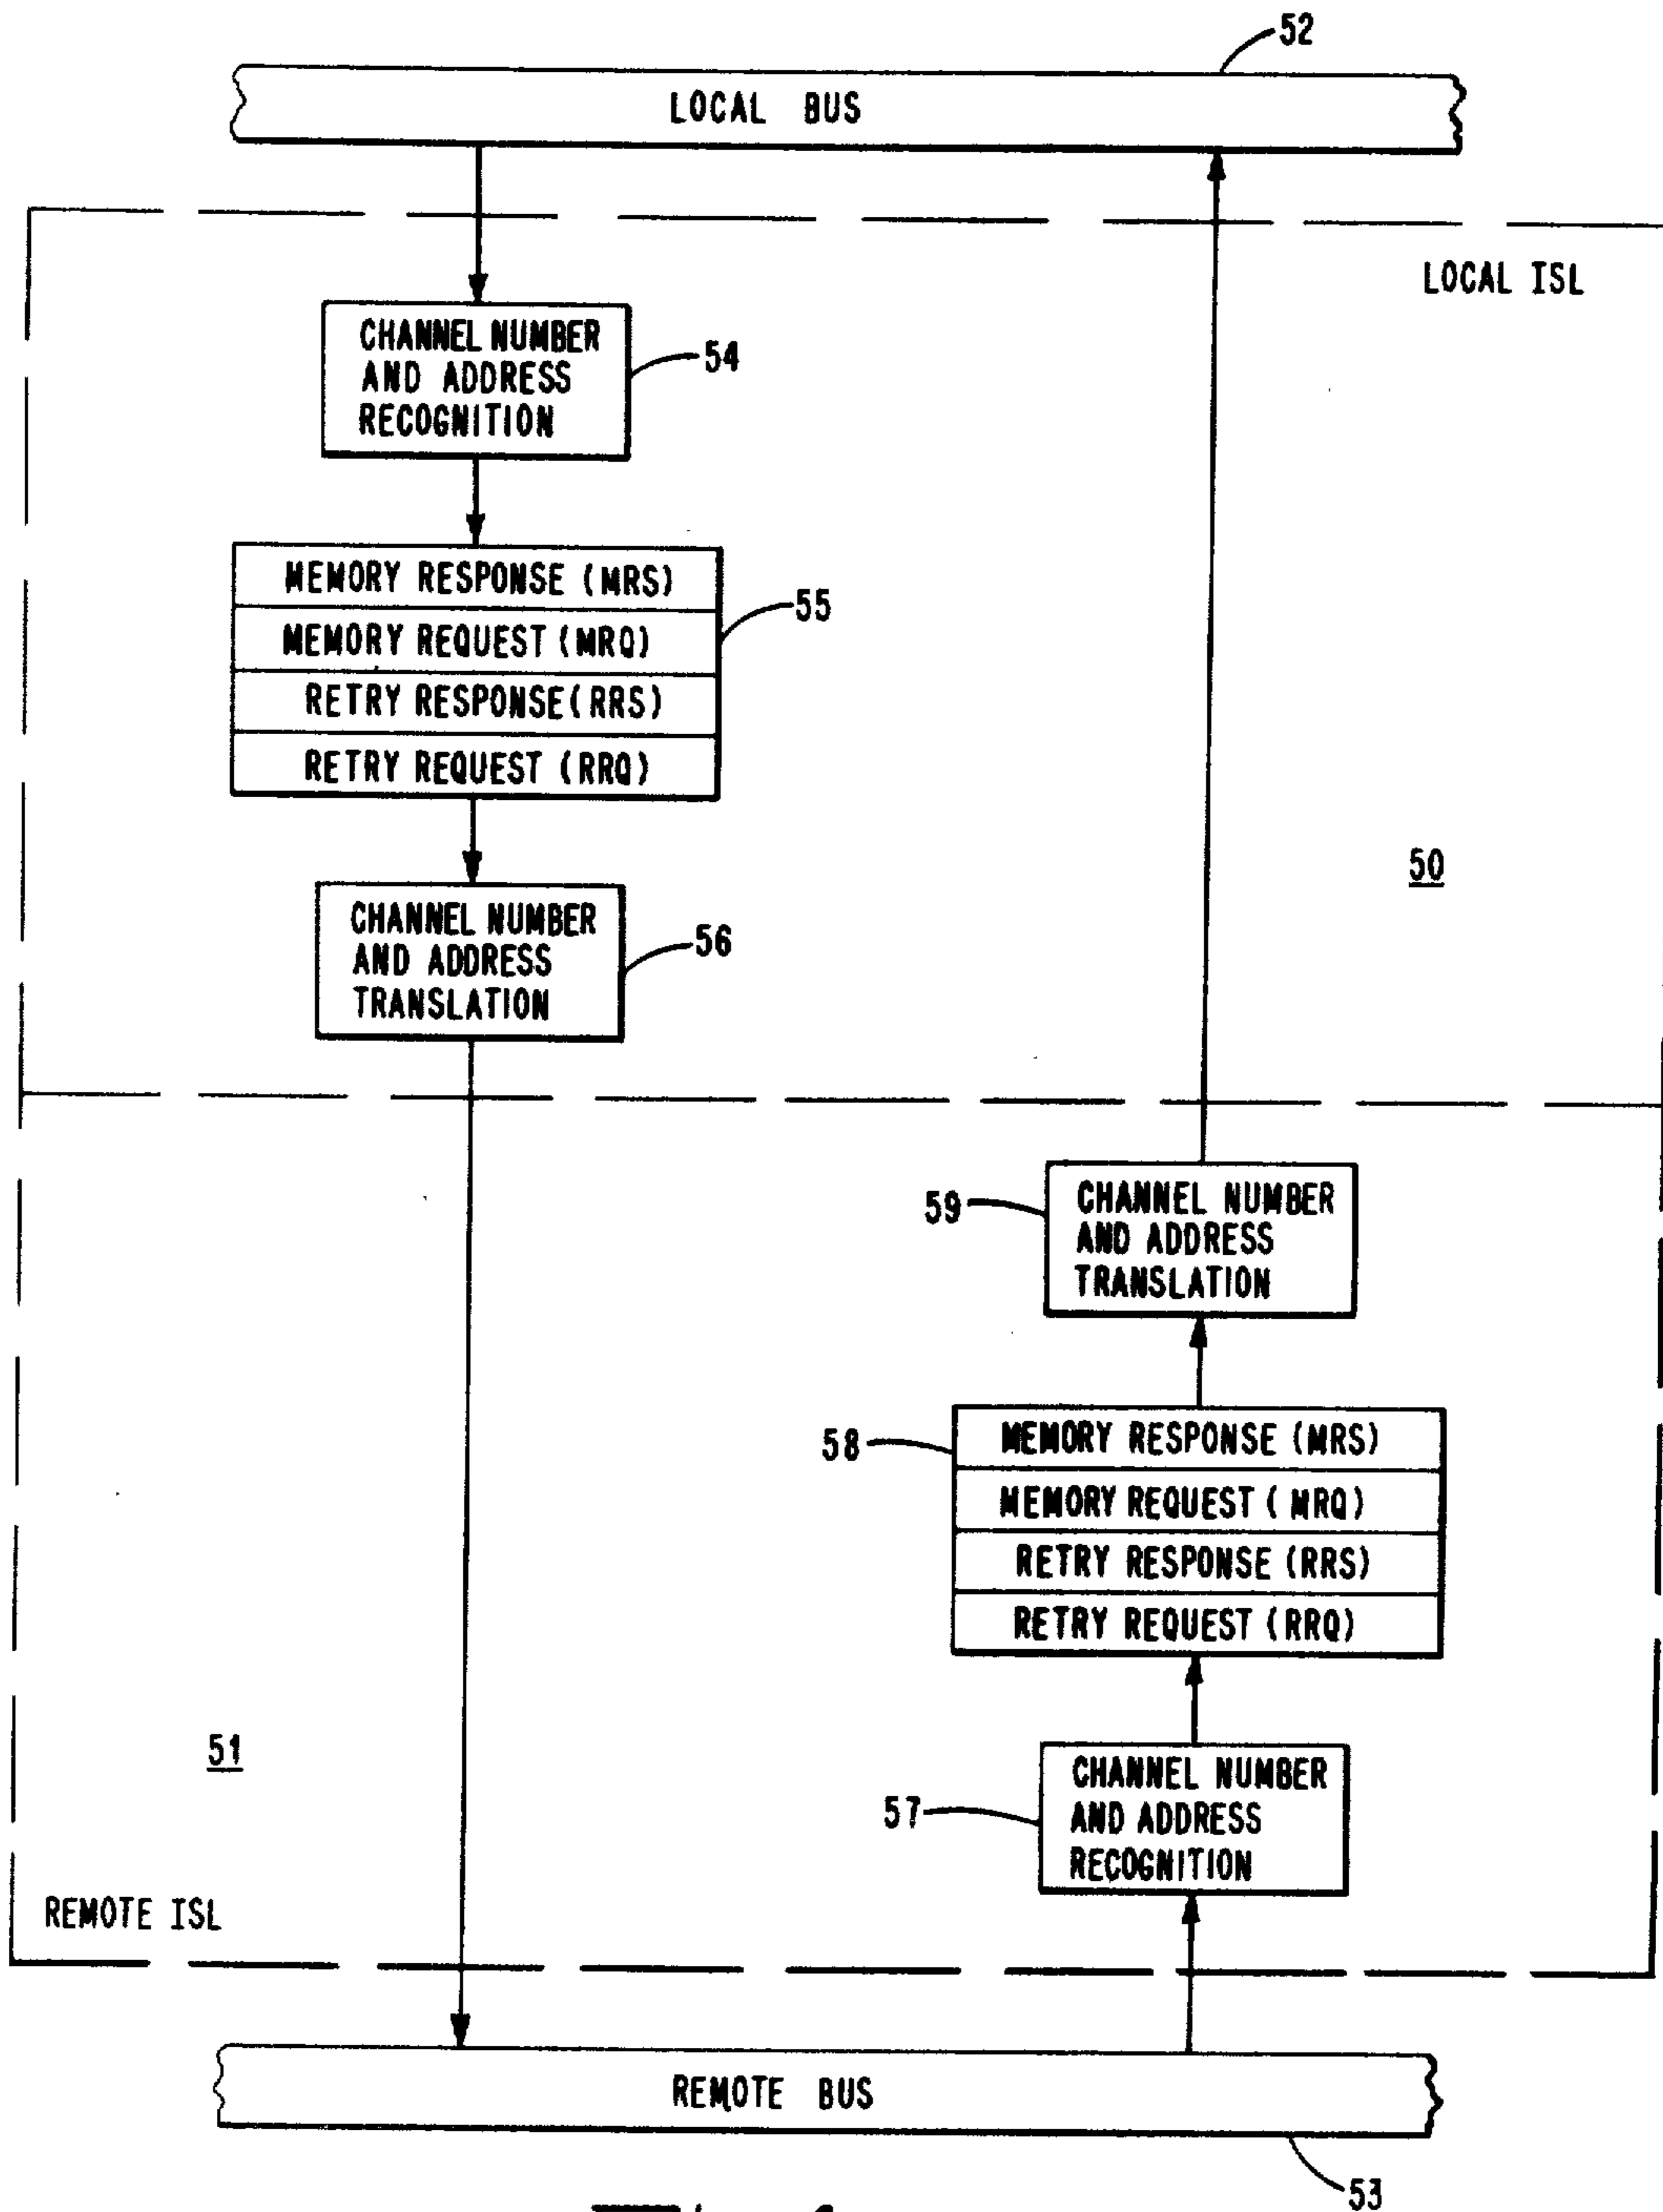 52
LOCAL BUS
LOCAL ISL
CHANNEL NUMBER
AND ADDRESS
RECOGNITION
54
MEMORY RESPONSE (MRS)
MEMORY REQUEST (MRQ)
RETRY RESPONSE (RRS)
RETRY REQUEST (RRQ)
55
50
CHANNEL NUMBER
AND ADDRESS
TRANSLATION
56
59
CHANNEL NUMBER
AND ADDRESS
TRANSLATION
58
MEMORY RESPONSE (MRS)
MEMORY REQUEST (MRQ)
RETRY RESPONSE (RRS)
RETRY REQUEST (RRQ)
51
57
CHANNEL NUMBER
AND ADDRESS
RECOGNITION
REMOTE ISL
REMOTE BUS
53